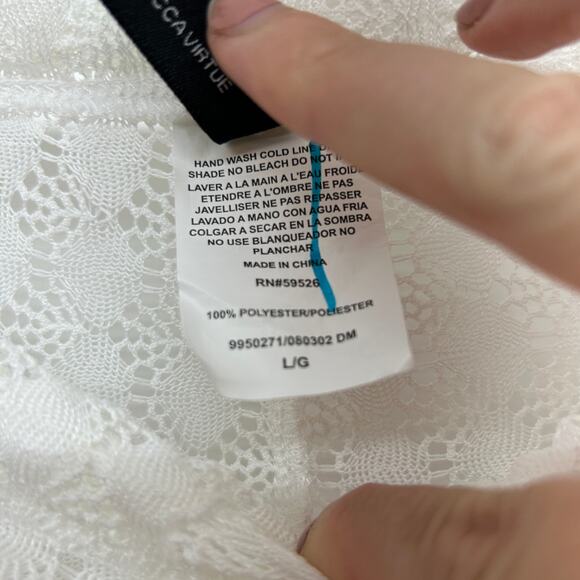 CCA VIRTUE
HAND WASH COLD LINE
SHADE NO BLEACH DO NOT
LAVER A LA MAIN A L'EAU FROIDE
ETENDRE A L'OMBRE NE PAS
JAVELLISER NE PAS REPASSER
LAVADO A MANO CON AGUA FRIA
COLGAR A SECAR EN LA SOMBRA
NO USE BLANQUEADOR NO
PLANCHAR
MADE IN CHINA
RN#59526
100% POLYESTER/POLIESTER
9950271/080302 DM
L/G